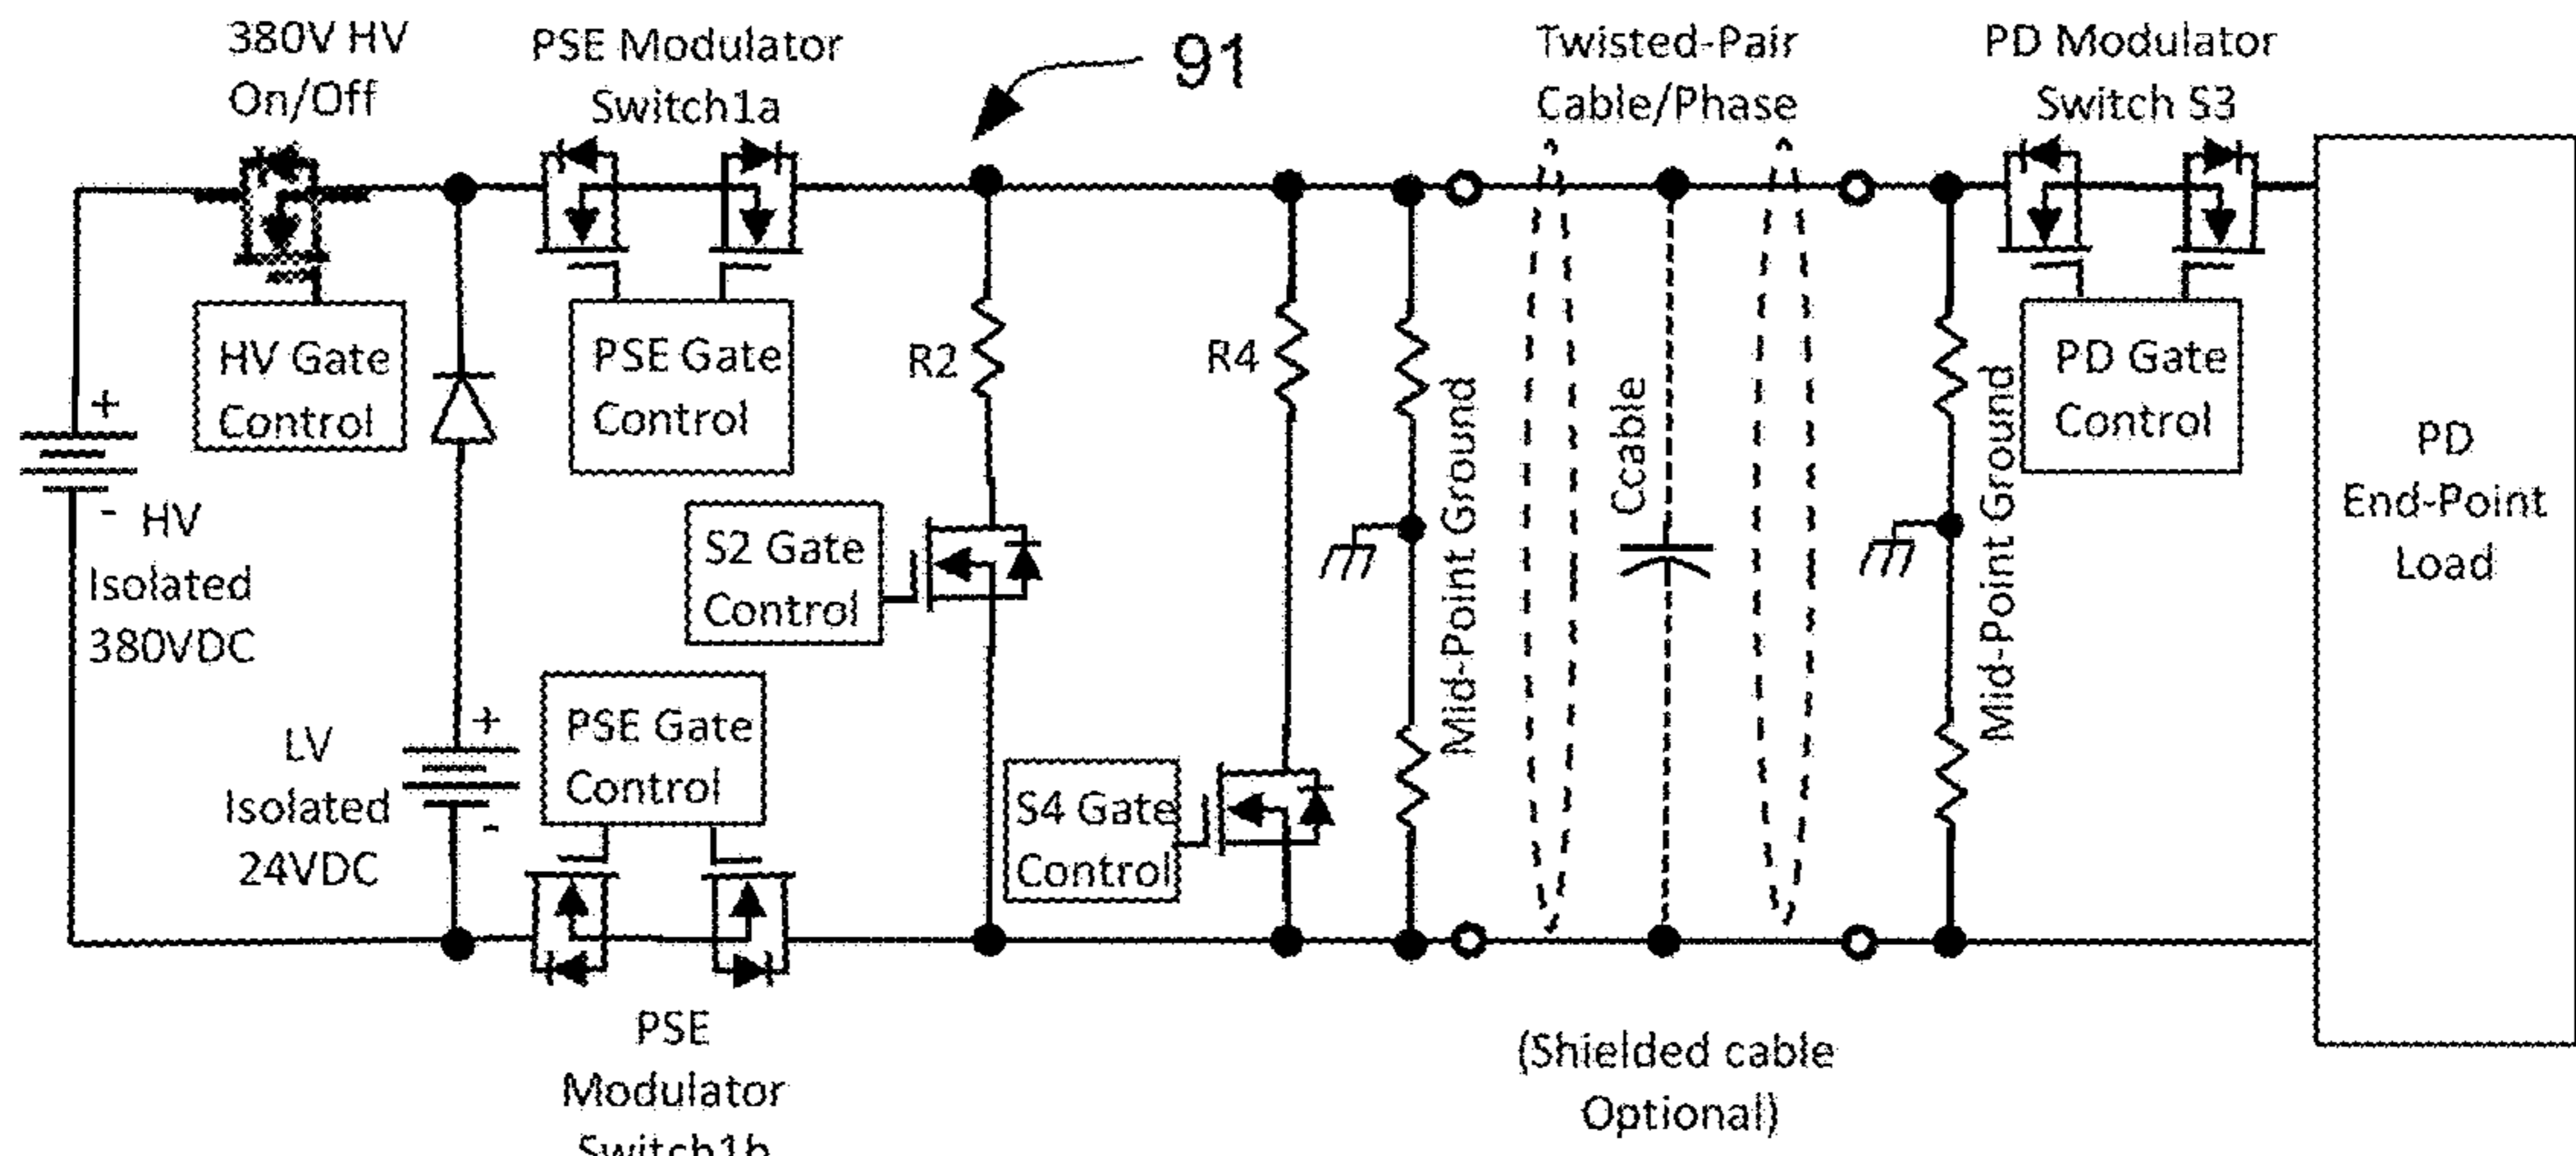 380V HV
On/Off
PSE Modulator
Switch1a
91
Twisted-Pair
Cable/Phase
PD Modulator
Switch S3
HV Gate
Control
PSE Gate
Control
R2
R4
PD Gate
Control
+
-
HV
Isolated
380VDC
S2 Gate
Control
Mid-Point Ground
Ccable
Mid-Point Ground
PD
End-Point
Load
+
-
LV
Isolated
24VDC
PSE Gate
Control
S4 Gate
Control
PSE
Modulator
Switch1b
(Shielded cable
Optional)